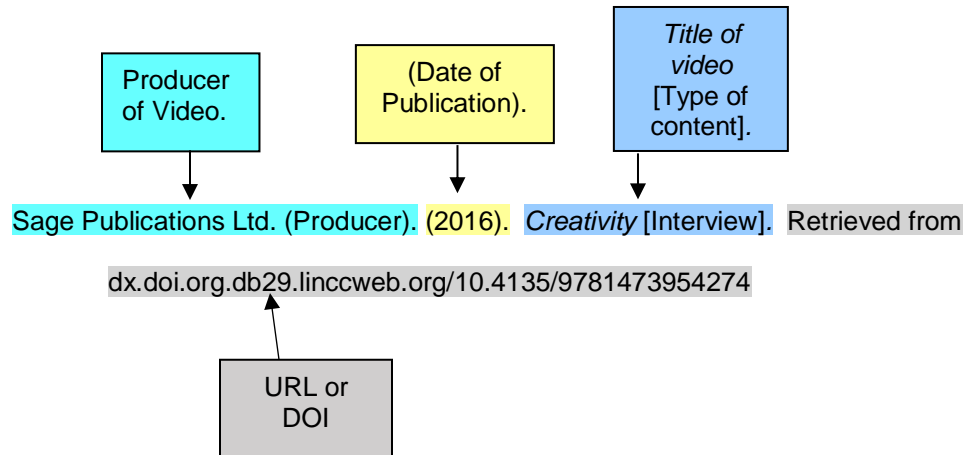 Producer
of Video.
(Date of
Publication).
Title of
video
[Type of
content].
Sage Publications Ltd. (Producer). (2016). Creativity [Interview]. Retrieved from
dx.doi.org.db29.linccweb.org/10.4135/9781473954274
URL or
DOI